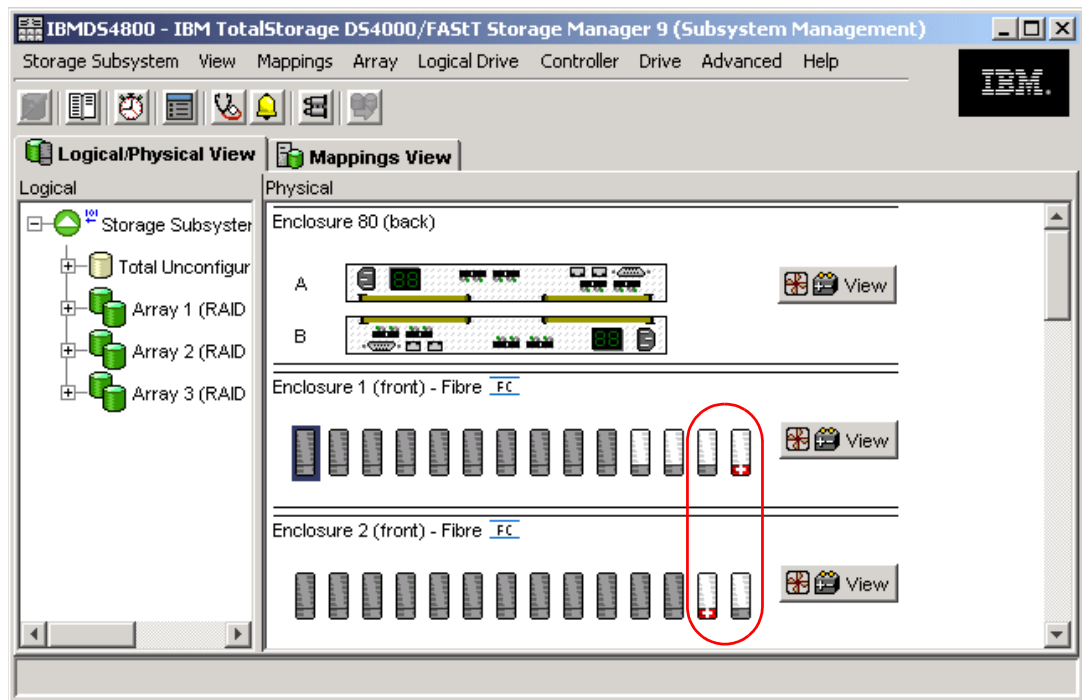 IBMDS4800 - IBM TotalStorage DS4000/FAStT Storage Manager 9 (Subsystem Management)
Storage Subsystem View Mappings Array Logical Drive Controller Drive Advanced Help
IBM.
Logical/Physical View Mappings View
Logical Physical
Storage Subsyster
Total Unconfigur
Array 1 (RAID
Array 2 (RAID
Array 3 (RAID
Enclosure 80 (back)
A
View
B
Enclosure 1 (front) - Fibre FC
View
Enclosure 2 (front) - Fibre FC
View